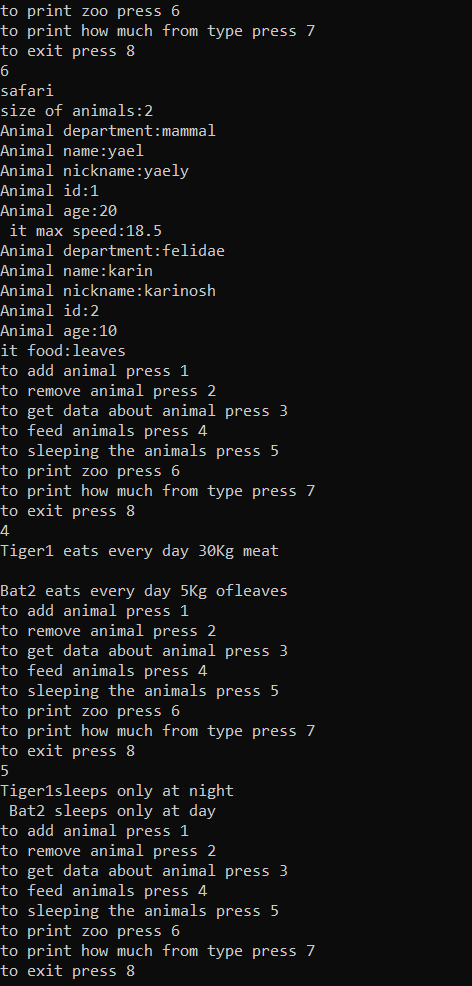 to print zoo press 6
to print how much from type press 7
to exit press 8
6
safari
size of animals:2
Animal department:mammal
Animal name:yael
Animal nickname:yaely
Animal id:1
Animal age:20
 it max speed:18.5
Animal department:felidae
Animal name:karin
Animal nickname:karinosh
Animal id:2
Animal age:10
it food:leaves
to add animal press 1
to remove animal press 2
to get data about animal press 3
to feed animals press 4
to sleeping the animals press 5
to print zoo press 6
to print how much from type press 7
to exit press 8
4
Tiger1 eats every day 30Kg meat

Bat2 eats every day 5Kg ofleaves
to add animal press 1
to remove animal press 2
to get data about animal press 3
to feed animals press 4
to sleeping the animals press 5
to print zoo press 6
to print how much from type press 7
to exit press 8
5
Tiger1sleeps only at night
 Bat2 sleeps only at day
to add animal press 1
to remove animal press 2
to get data about animal press 3
to feed animals press 4
to sleeping the animals press 5
to print zoo press 6
to print how much from type press 7
to exit press 8